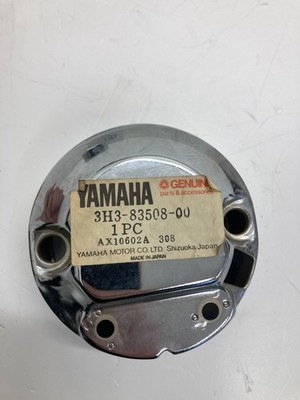 YAMAHA
GENUINE
parts & accessories
3H3-83508-00
1PC
AX10602A 308
YAMAHA MOTOR CO. LTD. Shizuoka, Japan
MADE IN JAPAN